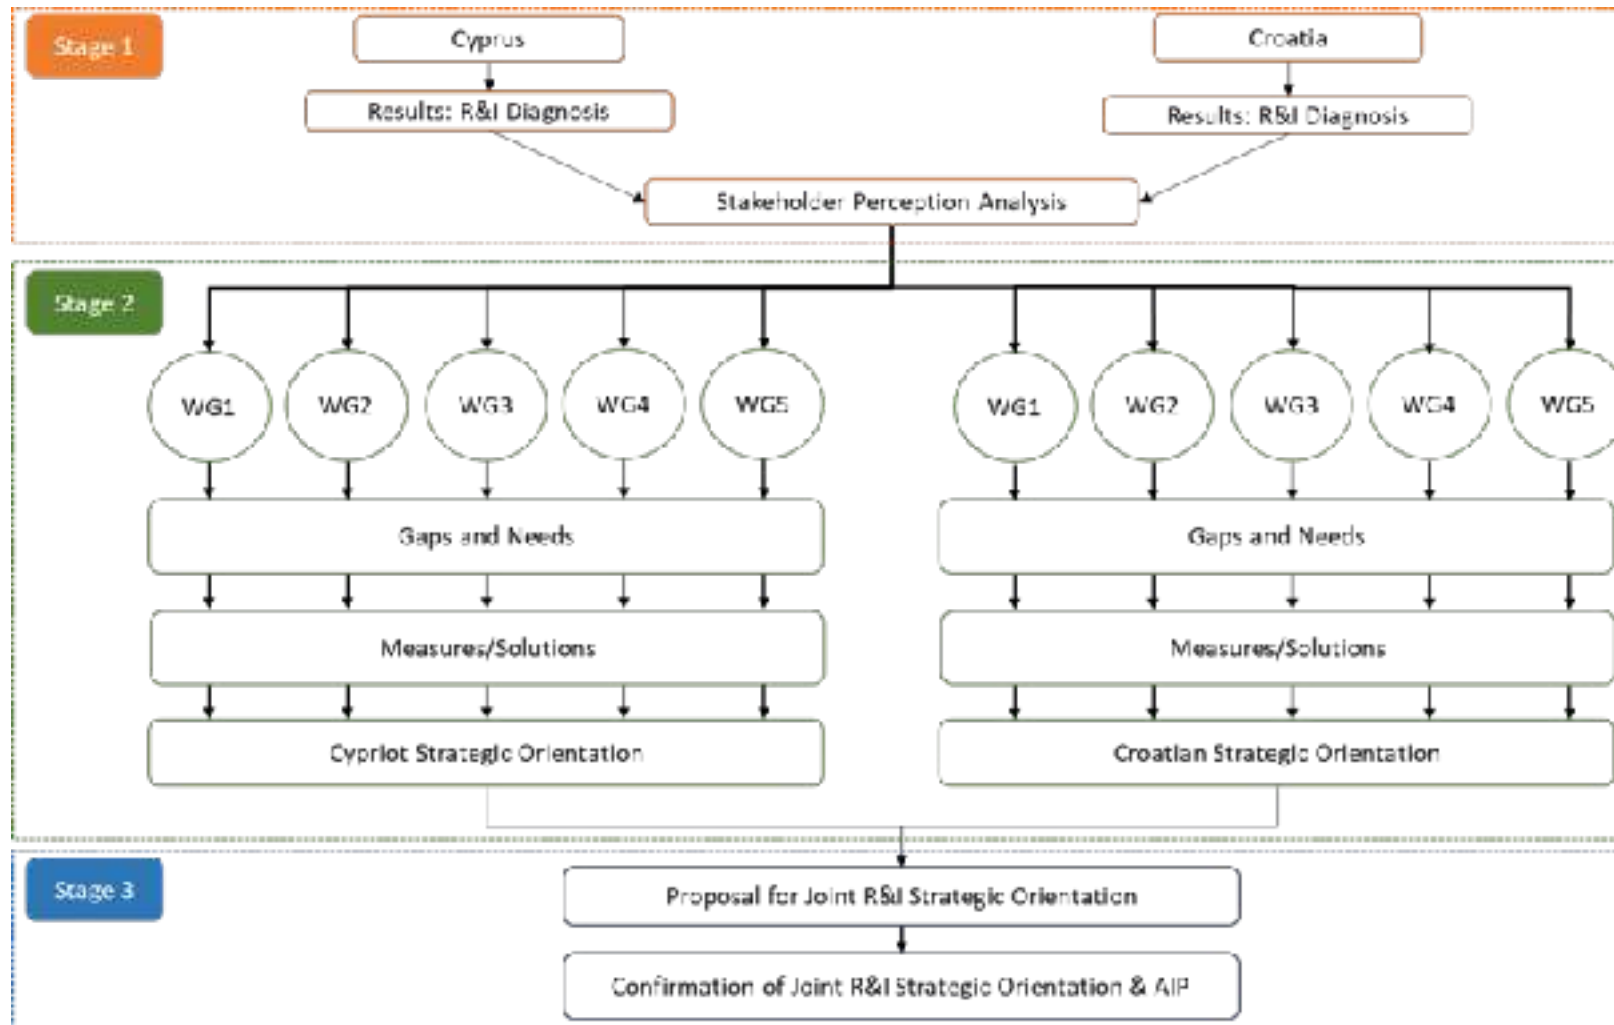 Stage 1
Cyprus
Croatia
Results: R&I Diagnosis
Results: R&I Diagnosis
Stakeholder Perception Analysis
Stage 2
WG1
WG2
WG3
WG4
WG5
WG1
WG2
WG3
WG4
WG5
Gaps and Needs
Gaps and Needs
Measures/Solutions
Measures/Solutions
Cypriot Strategic Orientation
Croatian Strategic Orientation
Stage 3
Proposal for Joint R&I Strategic Orientation
Confirmation of Joint R&I Strategic Orientation & AIP